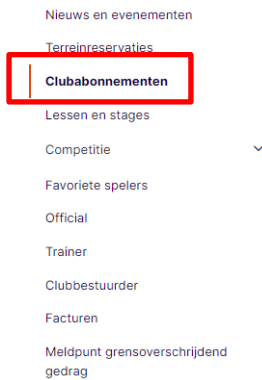 Nieuws en evenementen
Terreinreservaties
Clubabonnementen
Lessen en stages
Competitie
Favoriete spelers
Official
Trainer
Clubbestuurder
Facturen
Meldpunt grensoverschrijdend
gedrag